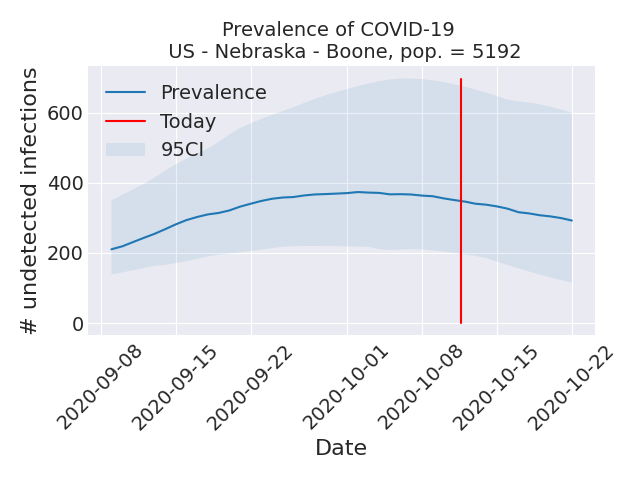 Prevalence of COVID-19
US - Nebraska - Boone, pop. = 5192
# undetected infections
600
400
200
0
Prevalence
Today
95CI
2020-09-08
2020-09-15
2020-09-22
2020-10-01
2020-10-08
2020-10-15
2020-10-22
Date